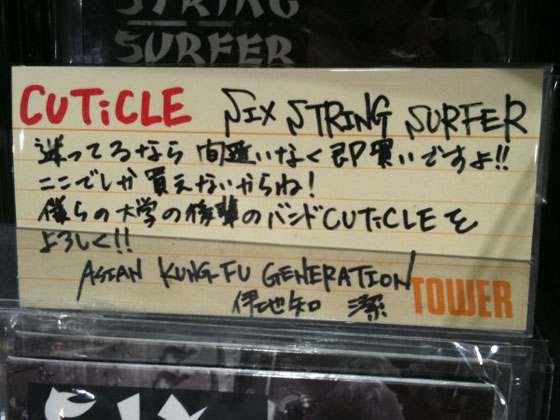 STRING
SURFER
CUTiCLE SIX STRING SURFER
迷ってるなら 間違いなく即買いですよ!!
ここでしか買えないからね!
僕らの大学の後輩のバンドCUTiCLEを
よろしく!!
ASIAN KUNG-FU GENERATION
伊地知 潔
TOWER
SIX